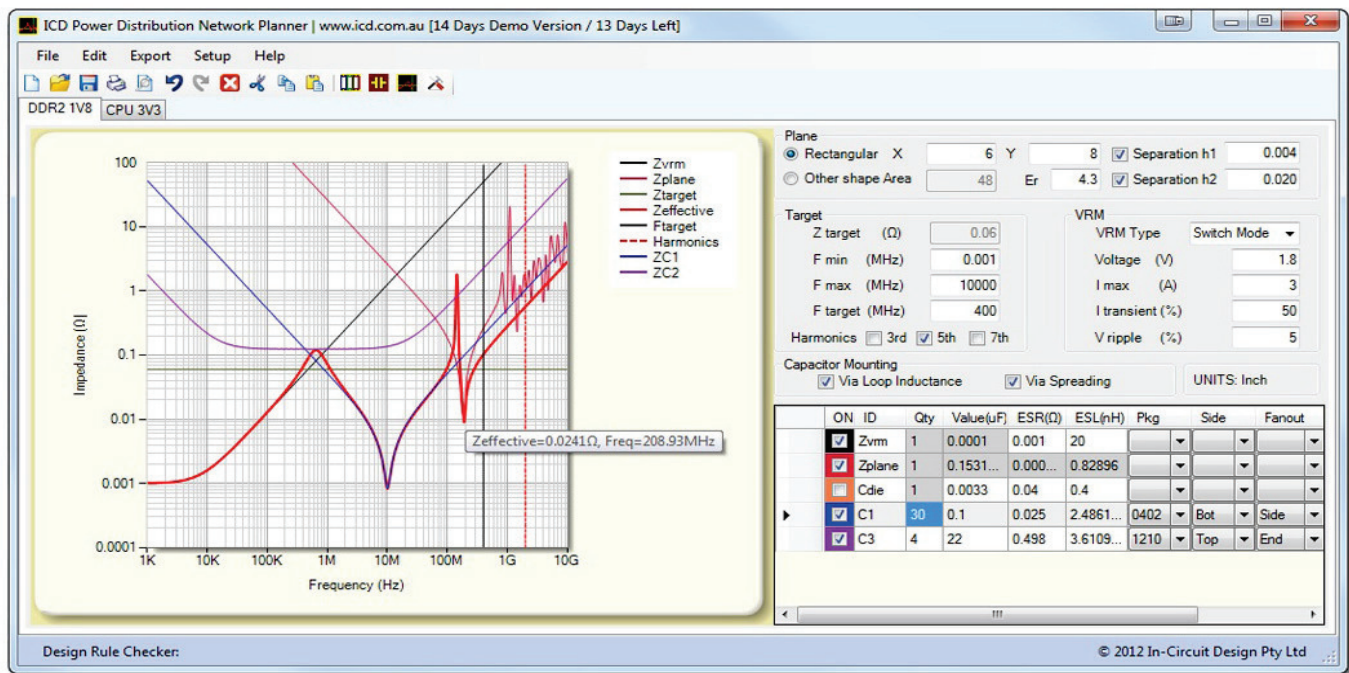 ICD Power Distribution Network Planner | www.icd.com.au [14 Days Demo Version / 13 Days Left]
File Edit Export Setup Help
DDR2 1V8 CPU 3V3
100
10
1
0.1
0.01
0.001
0.0001
Impedance [Ω]
1K 10K 100K 1M 10M 100M 1G 10G
Frequency (Hz)
Zeffective=0.0241Ω, Freq=208.93MHz
Zvrm
Zplane
Ztarget
Zeffective
Ftarget
Harmonics
ZC1
ZC2
Plane
Rectangular X 6 Y 8 Separation h1 0.004
Other shape Area 48 Er 4.3 Separation h2 0.020
Target
Z target (Ω) 0.06
F min (MHz) 0.001
F max (MHz) 10000
F target (MHz) 400
Harmonics 3rd 5th 7th
VRM
VRM Type Switch Mode
Voltage (V) 1.8
I max (A) 3
I transient (%) 50
V ripple (%) 5
Capacitor Mounting
Via Loop Inductance Via Spreading UNITS: Inch
ON ID Qty Value(uF) ESR(Ω) ESL(nH) Pkg Side Fanout
Zvrm 1 0.0001 0.001 20
Zplane 1 0.1531... 0.000... 0.82896
Cdie 1 0.0033 0.04 0.4
C1 30 0.1 0.025 2.4861... 0402 Bot Side
C3 4 22 0.498 3.6109... 1210 Top End
Design Rule Checker: © 2012 In-Circuit Design Pty Ltd